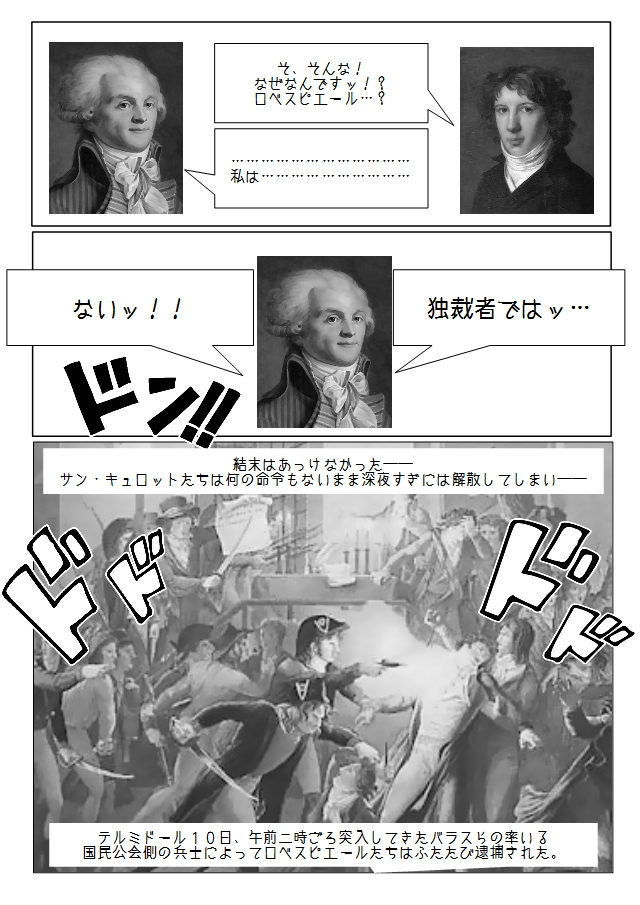 そ、そんな！
なぜなんですッ！？
ロベスピエール…？
………………………………
私は…………………………
独裁者ではッ…
ないッ！！
ドン!!
結末はあっけなかった――
サン・キュロットたちは何の命令もないまま深夜すぎには解散してしまい――
ドド
ドド
テルミドール１０日、午前二時ごろ突入してきたバラスらの率いる
国民公会側の兵士によってロベスピエールたちはふたたび逮捕された。